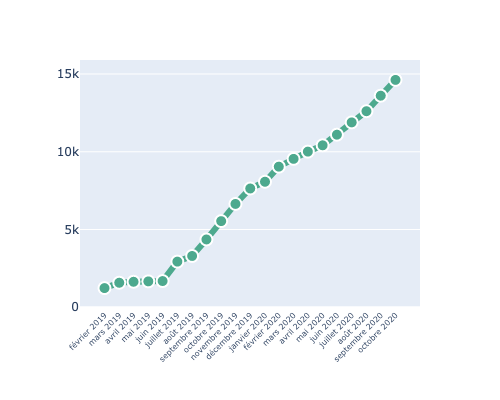 15k
10k
5k
0
février 2019
mars 2019
avril 2019
mai 2019
juin 2019
juillet 2019
août 2019
septembre 2019
octobre 2019
novembre 2019
décembre 2019
janvier 2020
février 2020
mars 2020
avril 2020
mai 2020
juin 2020
juillet 2020
août 2020
septembre 2020
octobre 2020